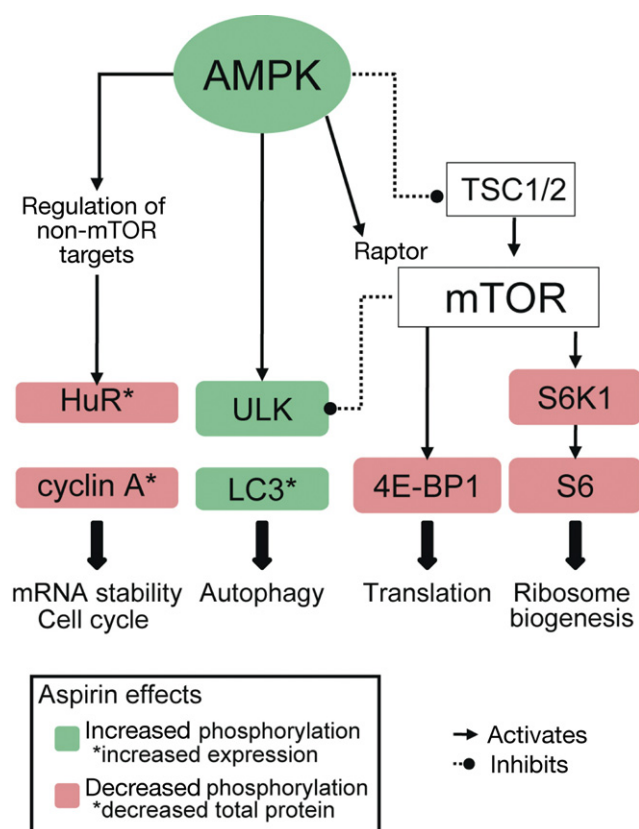 AMPK
TSC1/2
Regulation of
non-mTOR
targets
Raptor
mTOR
HuR*
ULK
S6K1
cyclin A*
LC3*
4E-BP1
S6
mRNA stability
Cell cycle
Autophagy
Translation
Ribosome
biogenesis
Aspirin effects
Increased phosphorylation
*increased expression
Decreased phosphorylation
*decreased total protein
Activates
Inhibits